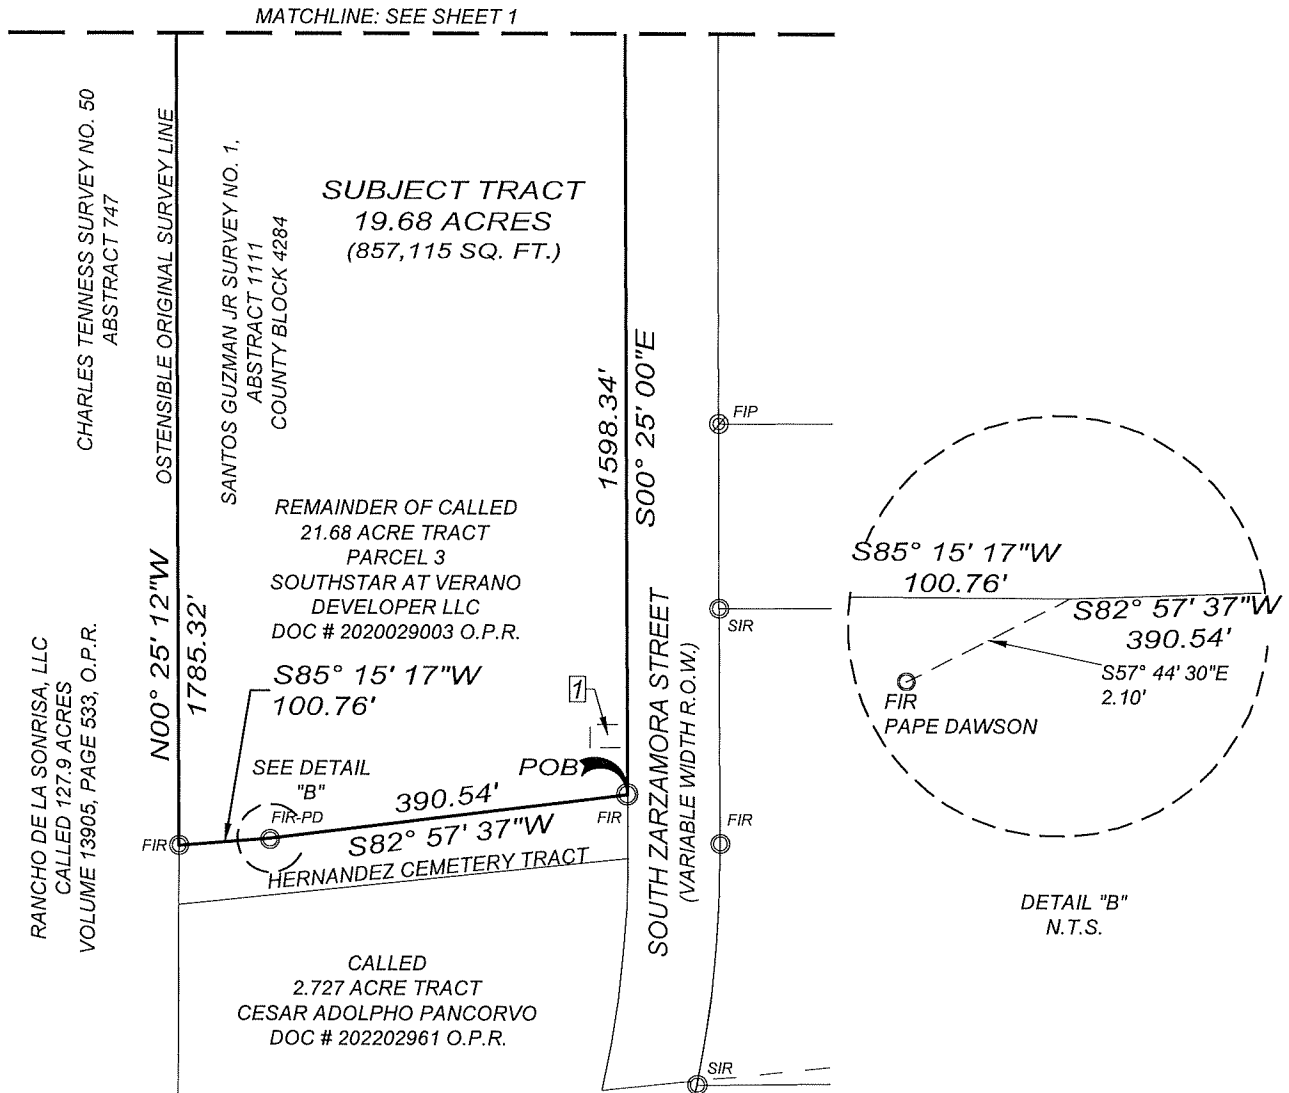 MATCHLINE: SEE SHEET 1
CHARLES TENNESS SURVEY NO. 50
ABSTRACT 747
OSTENSIBLE ORIGINAL SURVEY LINE
SANTOS GUZMAN JR SURVEY NO. 1,
ABSTRACT 1111
COUNTY BLOCK 4284
SUBJECT TRACT
19.68 ACRES
(857,115 SQ. FT.)
1598.34'
S00° 25' 00"E
FIP
REMAINDER OF CALLED
21.68 ACRE TRACT
PARCEL 3
SOUTHSTAR AT VERANO
DEVELOPER LLC
DOC # 2020029003 O.P.R.
N00° 25' 12"W
1785.32'
RANCHO DE LA SONRISA, LLC
CALLED 127.9 ACRES
VOLUME 13905, PAGE 533, O.P.R.
S85° 15' 17"W
100.76'
1
SOUTH ZARZAMORA STREET
(VARIABLE WIDTH R.O.W.)
SIR
SEE DETAIL
"B"
POB
390.54'
FIR-PD
FIR
FIR
S82° 57' 37"W
FIR
HERNANDEZ CEMETERY TRACT
CALLED
2.727 ACRE TRACT
CESAR ADOLPHO PANCORVO
DOC # 202202961 O.P.R.
SIR
S85° 15' 17"W
100.76'
S82° 57' 37"W
390.54'
S57° 44' 30"E
2.10'
FIR
PAPE DAWSON
DETAIL "B"
N.T.S.